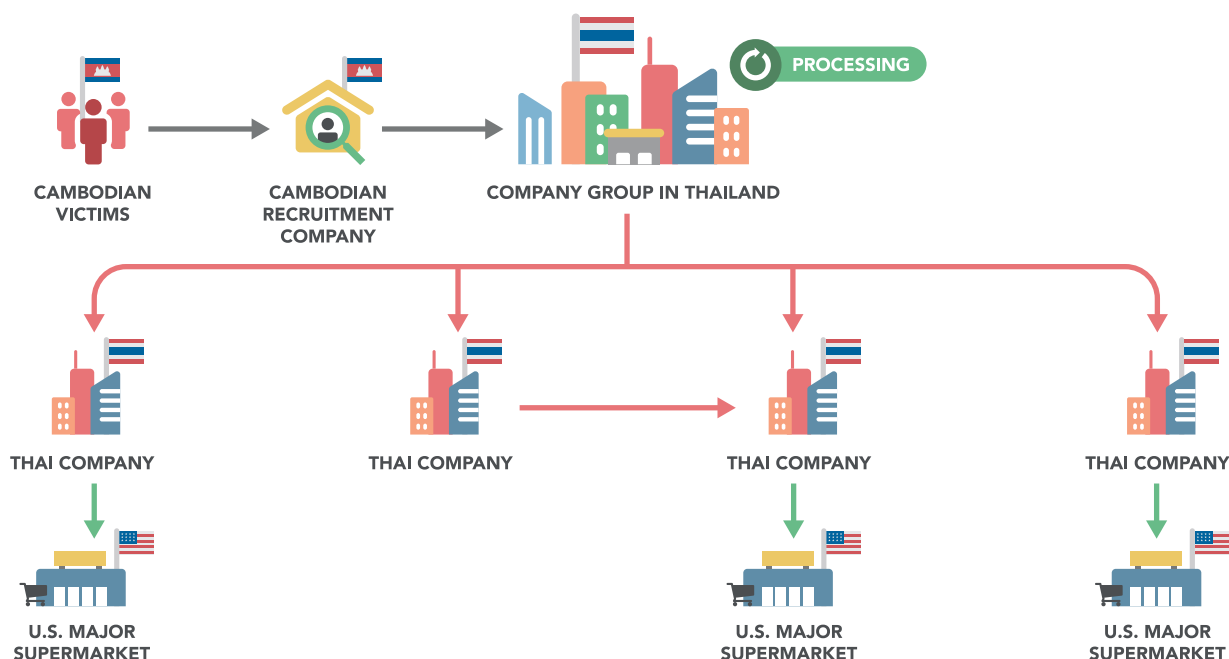 PROCESSING
CAMBODIAN
VICTIMS
CAMBODIAN
RECRUITMENT
COMPANY
COMPANY GROUP IN THAILAND
THAI COMPANY
THAI COMPANY
THAI COMPANY
THAI COMPANY
U.S. MAJOR
SUPERMARKET
U.S. MAJOR
SUPERMARKET
U.S. MAJOR
SUPERMARKET